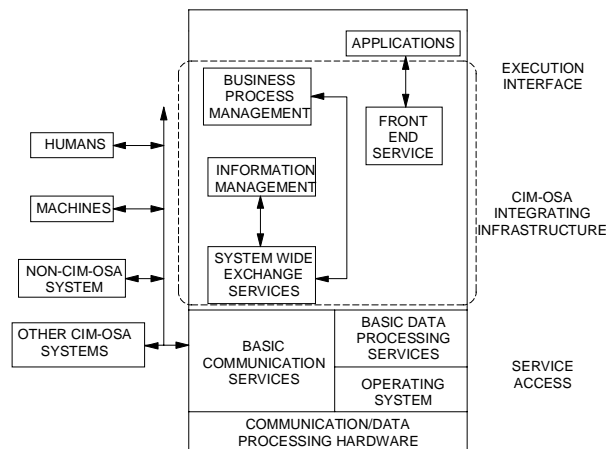 APPLICATIONS
EXECUTION
INTERFACE
BUSINESS
PROCESS
MANAGEMENT
FRONT
END
SERVICE
HUMANS
INFORMATION
MANAGEMENT
MACHINES
CIM-OSA
INTEGRATING
INFRASTRUCTURE
NON-CIM-OSA
SYSTEM
SYSTEM WIDE
EXCHANGE
SERVICES
OTHER CIM-OSA
SYSTEMS
BASIC
COMMUNICATION
SERVICES
BASIC DATA
PROCESSING
SERVICES
OPERATING
SYSTEM
SERVICE
ACCESS
COMMUNICATION/DATA
PROCESSING HARDWARE